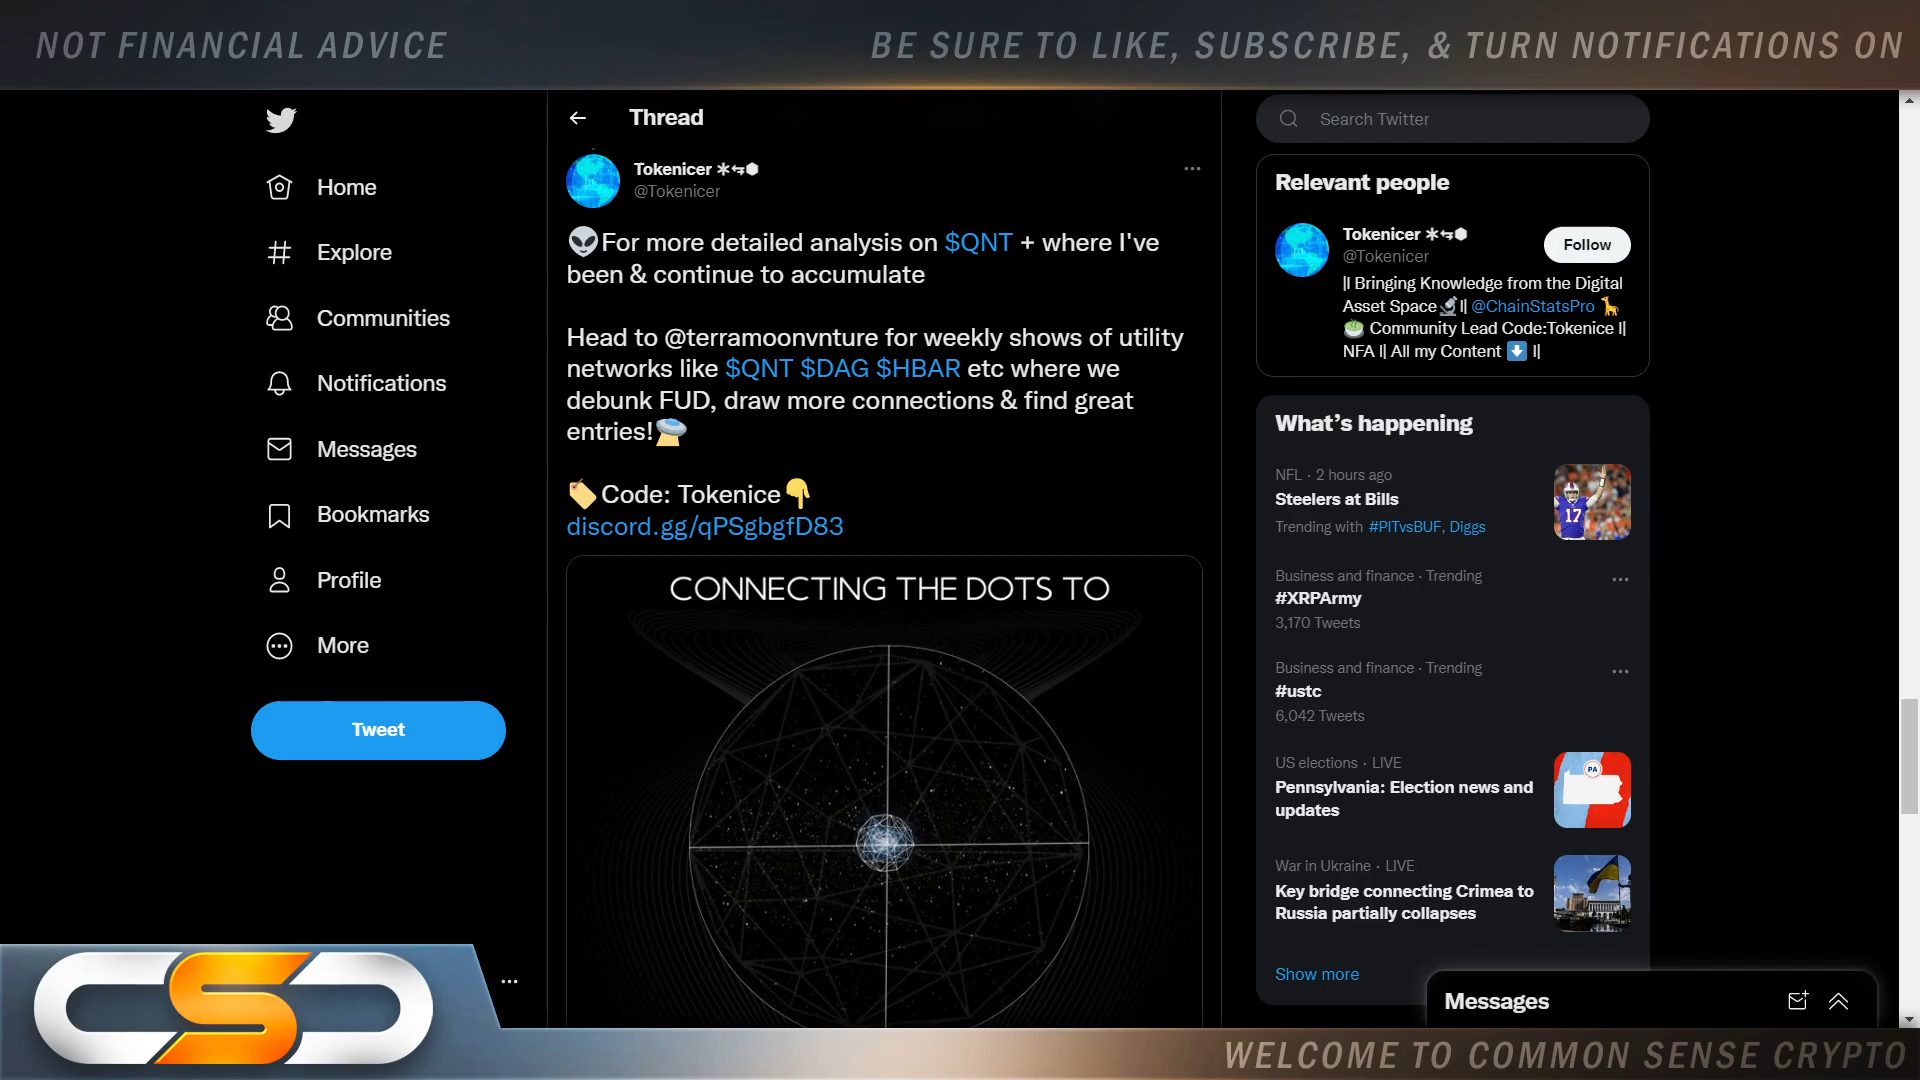 NOT FINANCIAL ADVICE
BE SURE TO LIKE, SUBSCRIBE, & TURN NOTIFICATIONS ON
Home
Explore
Communities
Notifications
Messages
Bookmarks
Profile
More
Tweet
Thread
Tokenicer
@Tokenicer
👽For more detailed analysis on $QNT + where I've
been & continue to accumulate
Head to @terramoonvnture for weekly shows of utility
networks like $QNT $DAG $HBAR etc where we
debunk FUD, draw more connections & find great
entries!🛸
🏷️Code: Tokenice👇
discord.gg/qPSgbgfD83
CONNECTING THE DOTS TO
Search Twitter
Relevant people
Tokenicer
@Tokenicer
Follow
|| Bringing Knowledge from the Digital
Asset Space🔬|| @ChainStatsPro 🦒
🍵 Community Lead Code:Tokenice ||
NFA || All my Content ⬇️ ||
What's happening
NFL · 2 hours ago
Steelers at Bills
Trending with #PITvsBUF, Diggs
17
Business and finance · Trending
#XRPArmy
3,170 Tweets
Business and finance · Trending
#ustc
6,042 Tweets
US elections · LIVE
Pennsylvania: Election news and
updates
PA
War in Ukraine · LIVE
Key bridge connecting Crimea to
Russia partially collapses
Show more
Messages
CSC
WELCOME TO COMMON SENSE CRYPTO